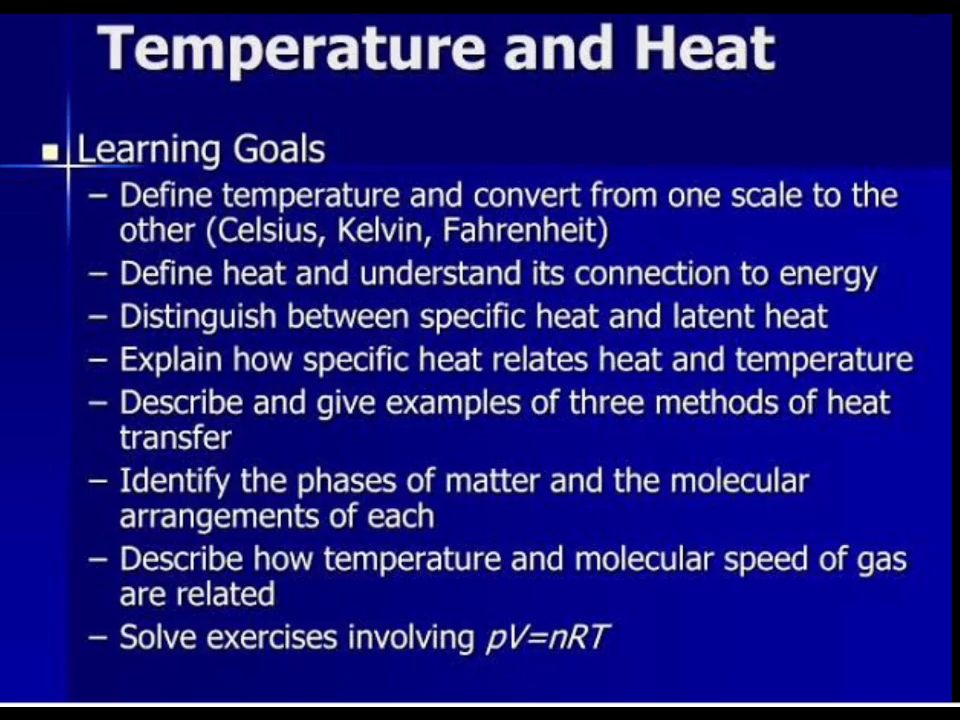 Temperature and Heat
Learning Goals
– Define temperature and convert from one scale to the
other (Celsius, Kelvin, Fahrenheit)
– Define heat and understand its connection to energy
– Distinguish between specific heat and latent heat
– Explain how specific heat relates heat and temperature
– Describe and give examples of three methods of heat
transfer
– Identify the phases of matter and the molecular
arrangements of each
– Describe how temperature and molecular speed of gas
are related
– Solve exercises involving pV=nRT